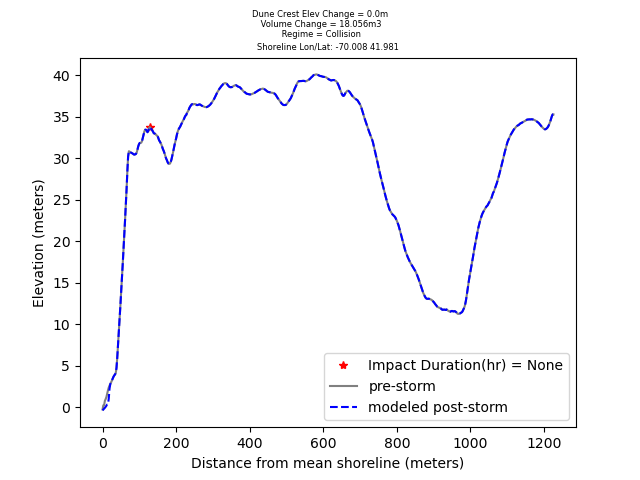 Dune Crest Elev Change = 0.0m
Volume Change = 18.056m3
Regime = Collision
Shoreline Lon/Lat: -70.008 41.981
40
35
30
25
20
15
10
5
0
Elevation (meters)
Impact Duration(hr) = None
pre-storm
modeled post-storm
0 200 400 600 800 1000 1200
Distance from mean shoreline (meters)